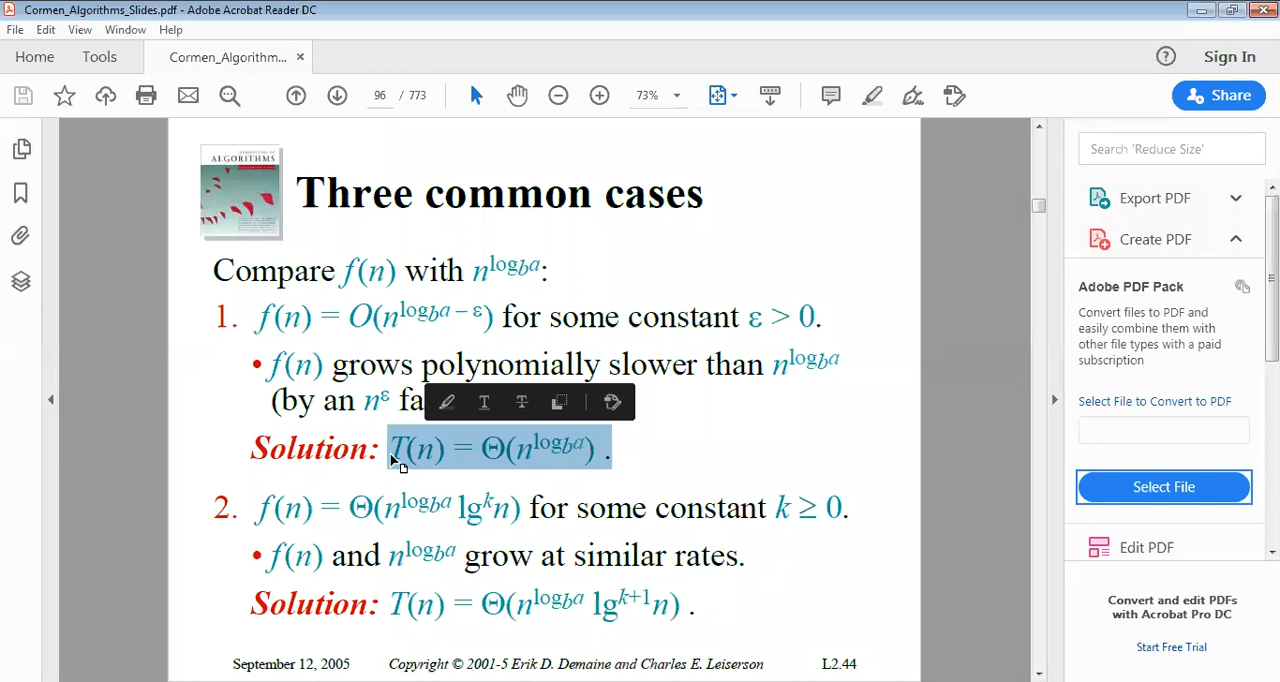 Cormen_Algorithms_Slides.pdf - Adobe Acrobat Reader DC
File Edit View Window Help
Home Tools Cormen_Algorithm... × Sign In
96 / 773 73% Share
ALGORITHMS
Three common cases
Compare f(n) with n^log_b a:
1. f(n) = O(n^log_b a – ε) for some constant ε > 0.
• f(n) grows polynomially slower than n^log_b a
(by an n^ε fa
Solution: T(n) = Θ(n^log_b a) .
2. f(n) = Θ(n^log_b a lg^k n) for some constant k ≥ 0.
• f(n) and n^log_b a grow at similar rates.
Solution: T(n) = Θ(n^log_b a lg^k+1 n) .
September 12, 2005 Copyright © 2001-5 Erik D. Demaine and Charles E. Leiserson L2.44
Search 'Reduce Size'
Export PDF
Create PDF
Adobe PDF Pack
Convert files to PDF and
easily combine them with
other file types with a paid
subscription
Select File to Convert to PDF
Select File
Edit PDF
Convert and edit PDFs
with Acrobat Pro DC
Start Free Trial